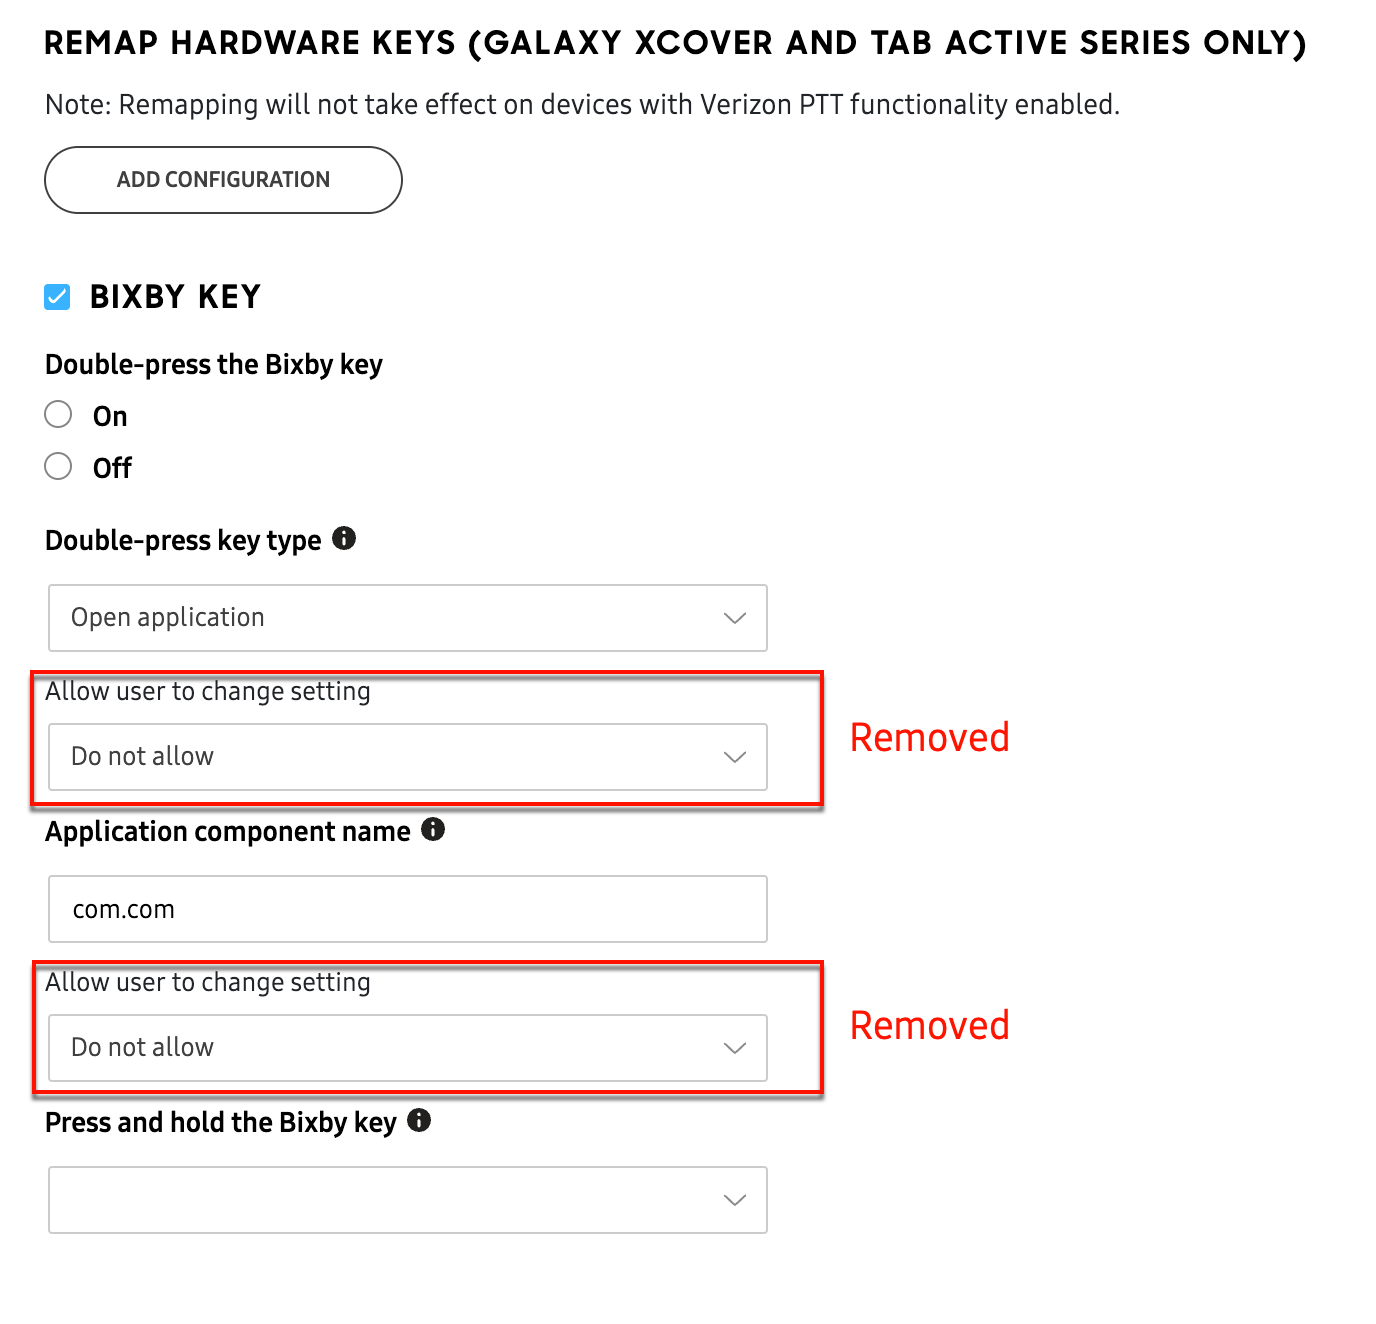 REMAP HARDWARE KEYS (GALAXY XCOVER AND TAB ACTIVE SERIES ONLY)
Note: Remapping will not take effect on devices with Verizon PTT functionality enabled.
ADD CONFIGURATION
BIXBY KEY
Double-press the Bixby key
On
Off
Double-press key type
Open application
Allow user to change setting
Do not allow
Removed
Application component name
com.com
Allow user to change setting
Do not allow
Removed
Press and hold the Bixby key